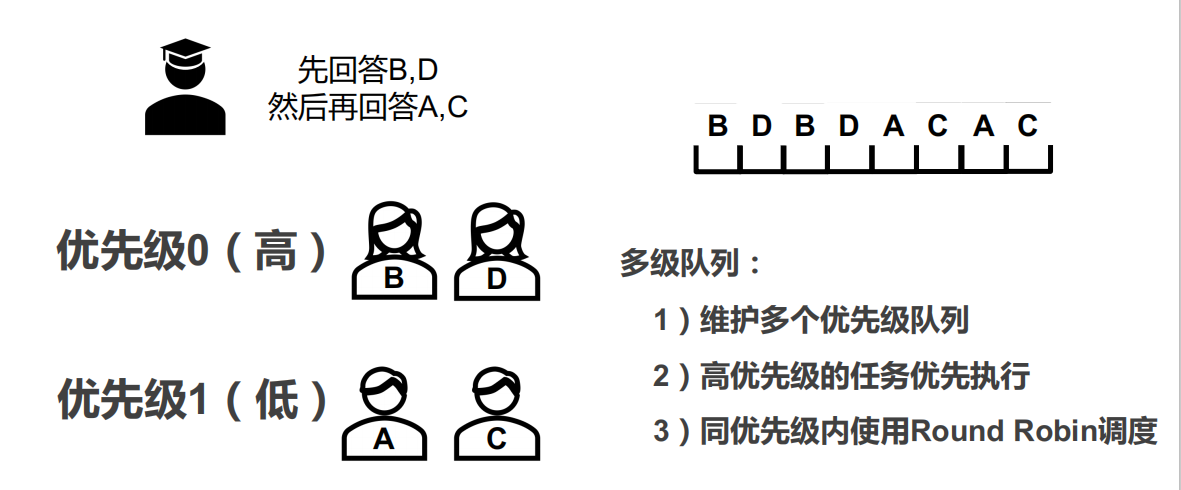 先回答B,D
然后再回答A,C
B D B D A C A C
优先级0（高）
B
D
优先级1（低）
A
C
多级队列：
1）维护多个优先级队列
2）高优先级的任务优先执行
3）同优先级内使用Round Robin调度